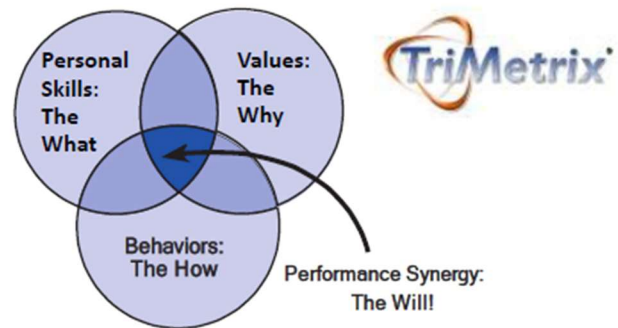 Personal
Skills:
The
What
Values:
The
Why
TriMetrix
Behaviors:
The How
Performance Synergy:
The Will!